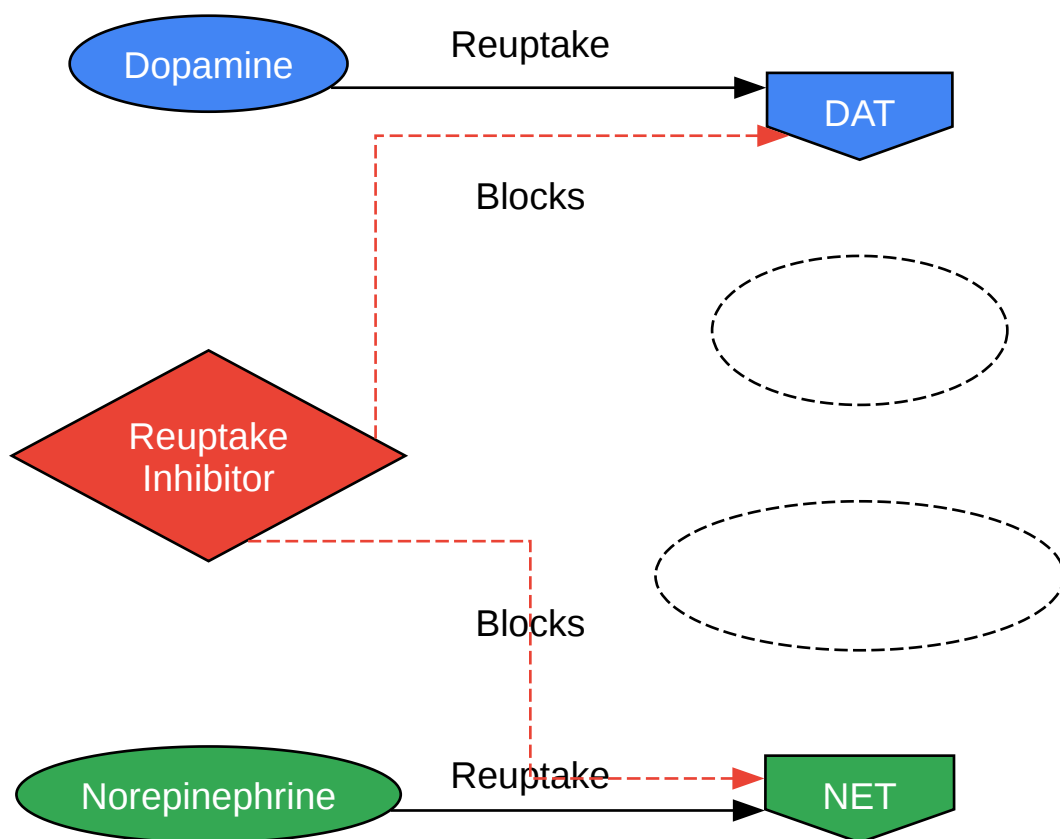 Reuptake
Dopamine
DAT
Blocks
Reuptake
Inhibitor
Blocks
Reuptake
Norepinephrine
NET